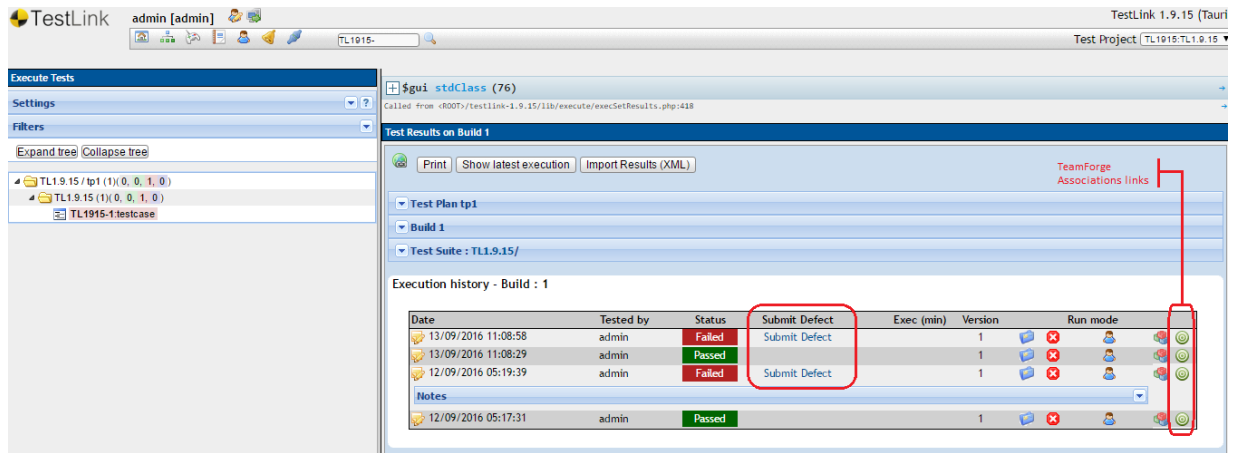 TestLink admin [admin] TestLink 1.9.15 (Tauri
TL1915- Test Project TL1915:TL1.9.15
Execute Tests
Settings ?
Filters
Expand tree Collapse tree
TL1.9.15 / tp1 (1)(0, 0, 1, 0)
TL1.9.15 (1)(0, 0, 1, 0)
TL1915-1:testcase
$gui stdClass (76)
Called from <ROOT>/testlink-1.9.15/lib/execute/execSetResults.php:418
Test Results on Build 1
Print Show latest execution Import Results (XML)
TeamForge
Associations links
Test Plan tp1
Build 1
Test Suite : TL1.9.15/
Execution history - Build : 1
Date Tested by Status Submit Defect Exec (min) Version Run mode
13/09/2016 11:08:58 admin Failed Submit Defect 1
13/09/2016 11:08:29 admin Passed 1
12/09/2016 05:19:39 admin Failed Submit Defect 1
Notes
12/09/2016 05:17:31 admin Passed 1